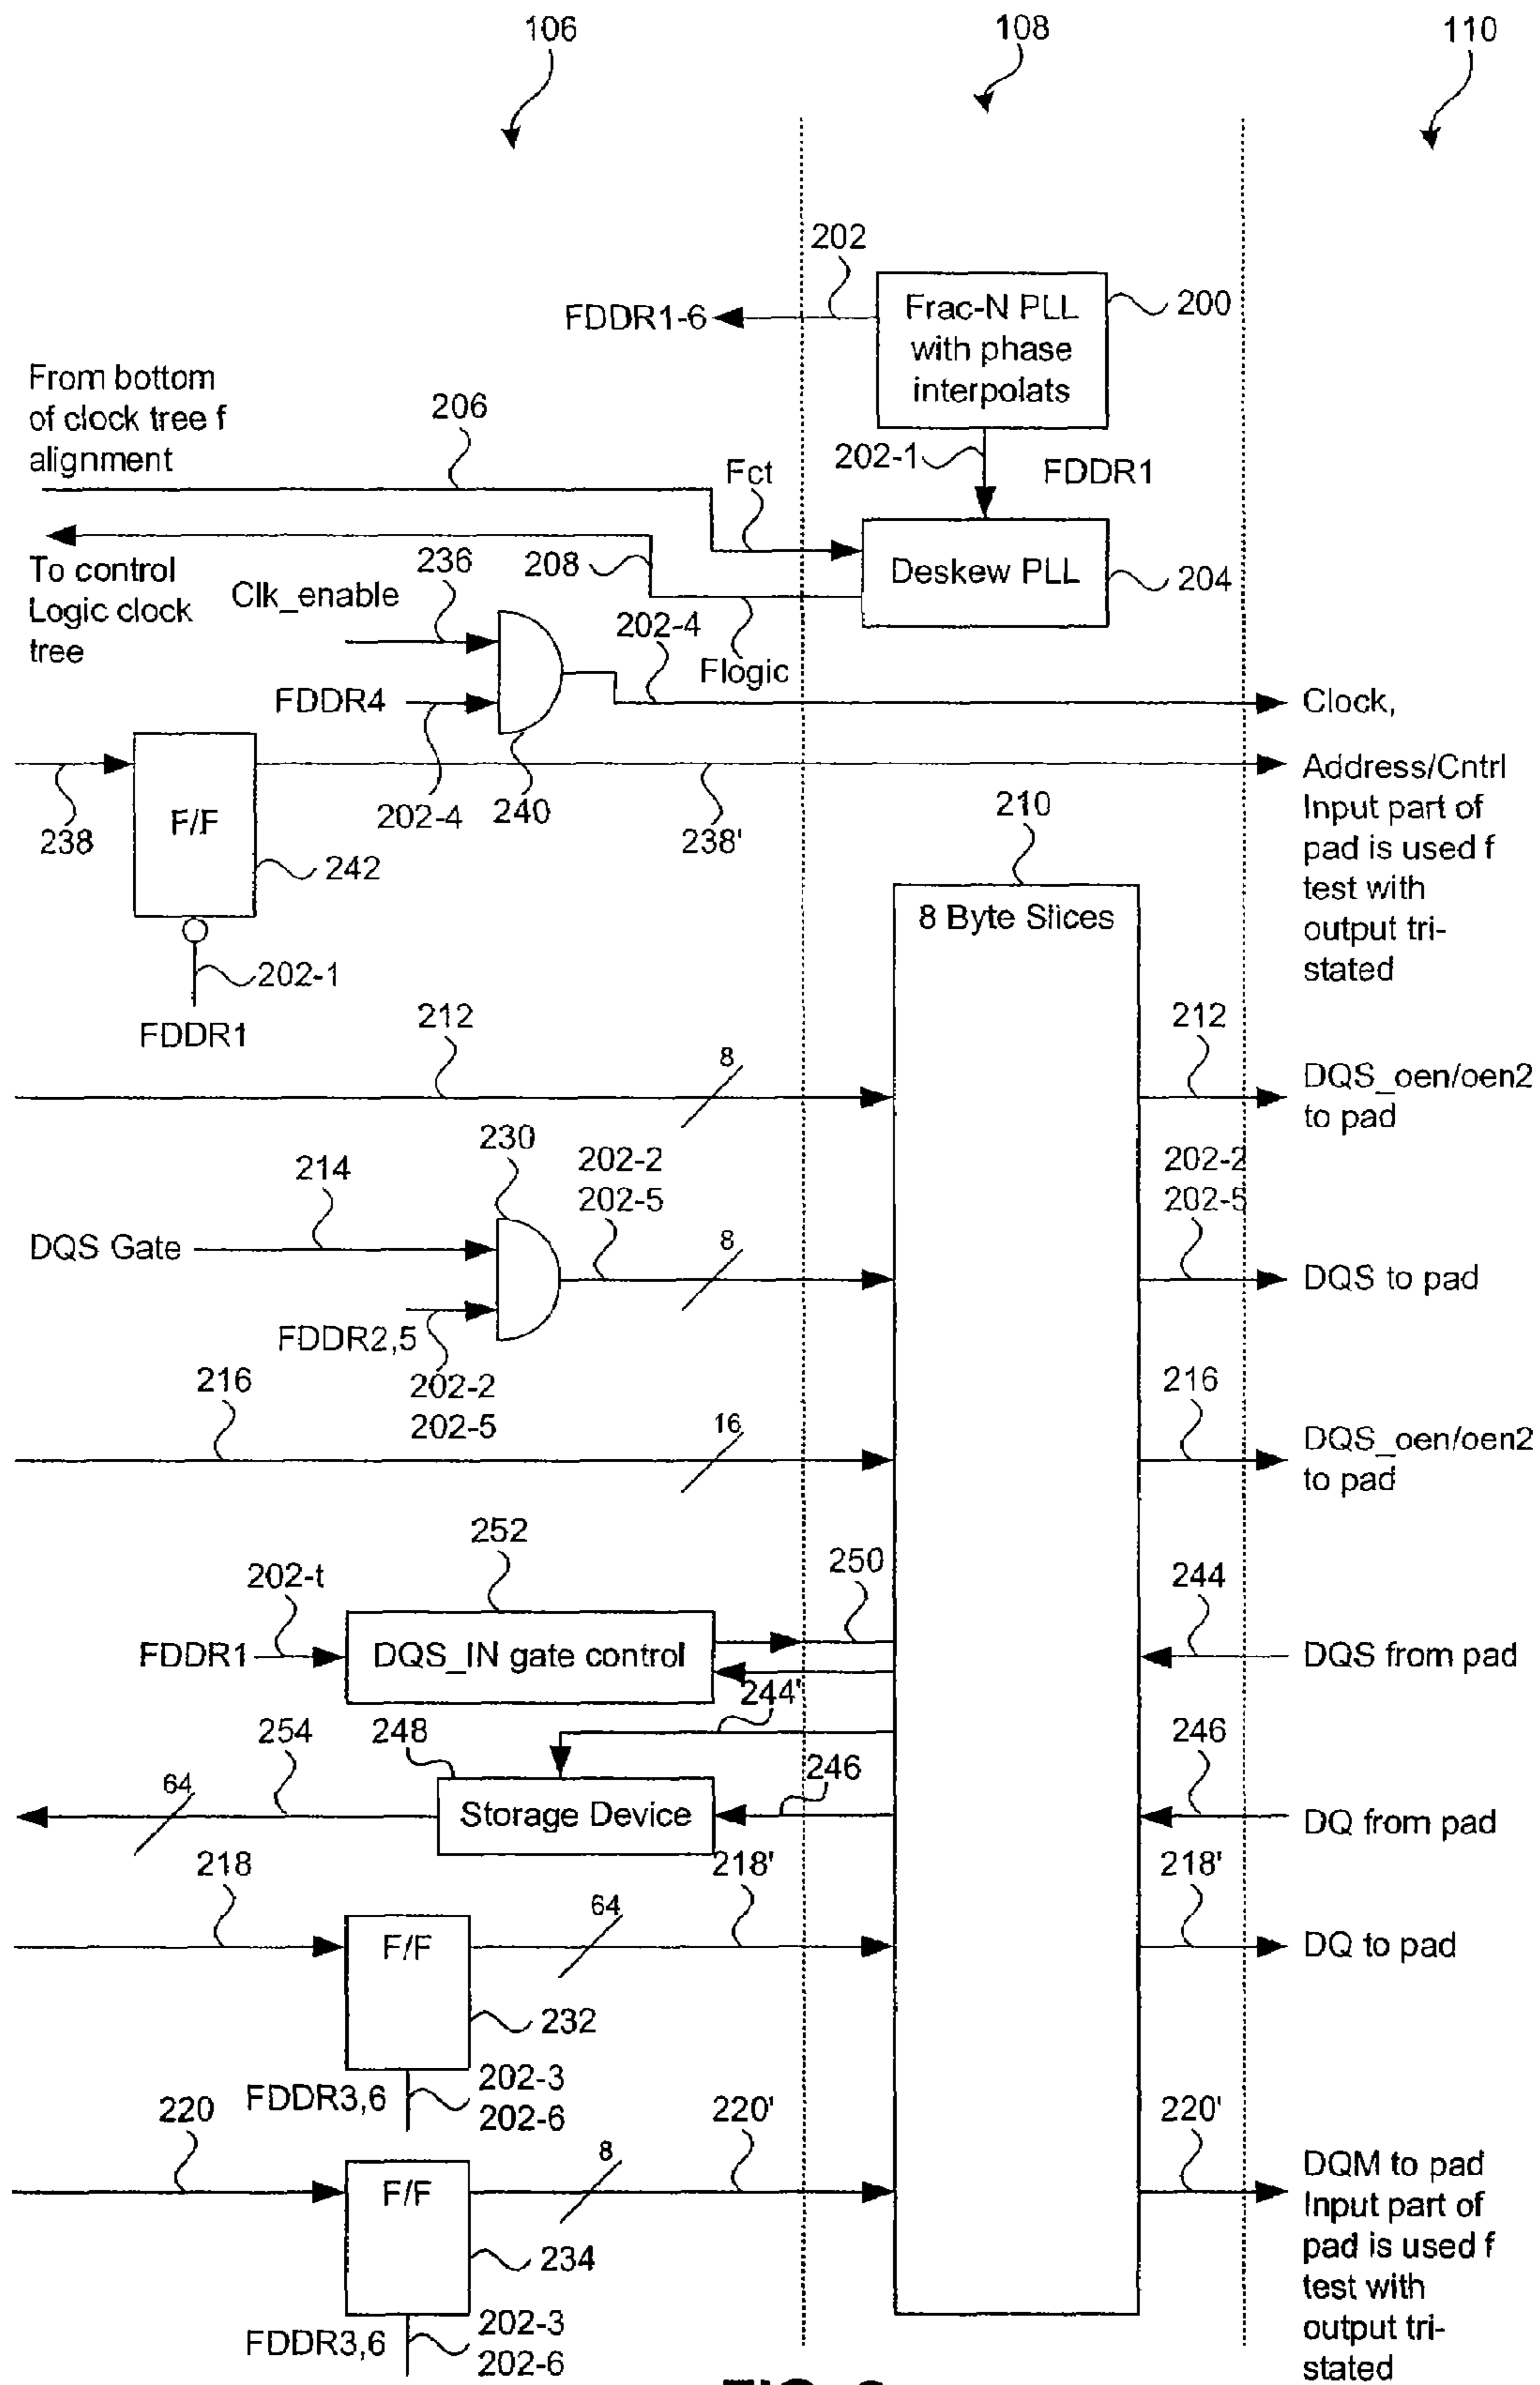 106
108
110
202
FDDR1-6
Frac-N PLL
with phase
interpolats
200
From bottom
of clock tree f
alignment
206
202-1
FDDR1
Fct
To control
Logic clock
tree
208
Deskew PLL
204
236
Clk_enable
202-4
Flogic
FDDR4
Clock,
238
F/F
202-4
240
238'
Address/Cntrl
Input part of
pad is used f
test with
output tri-
stated
242
210
8 Byte Slices
202-1
FDDR1
212
8
212
DQS_oen/oen2
to pad
230
214
202-2
202-5
202-2
202-5
DQS Gate
8
DQS to pad
FDDR2,5
202-2
202-5
216
16
216
DQS_oen/oen2
to pad
252
202-t
250
244
FDDR1
DQS_IN gate control
DQS from pad
244'
254
248
246
246
64
Storage Device
DQ from pad
218
218'
218'
F/F
64
DQ to pad
232
FDDR3,6
202-3
202-6
220
220'
220'
F/F
8
DQM to pad
Input part of
pad is used f
test with
output tri-
stated
234
FDDR3,6
202-3
202-6